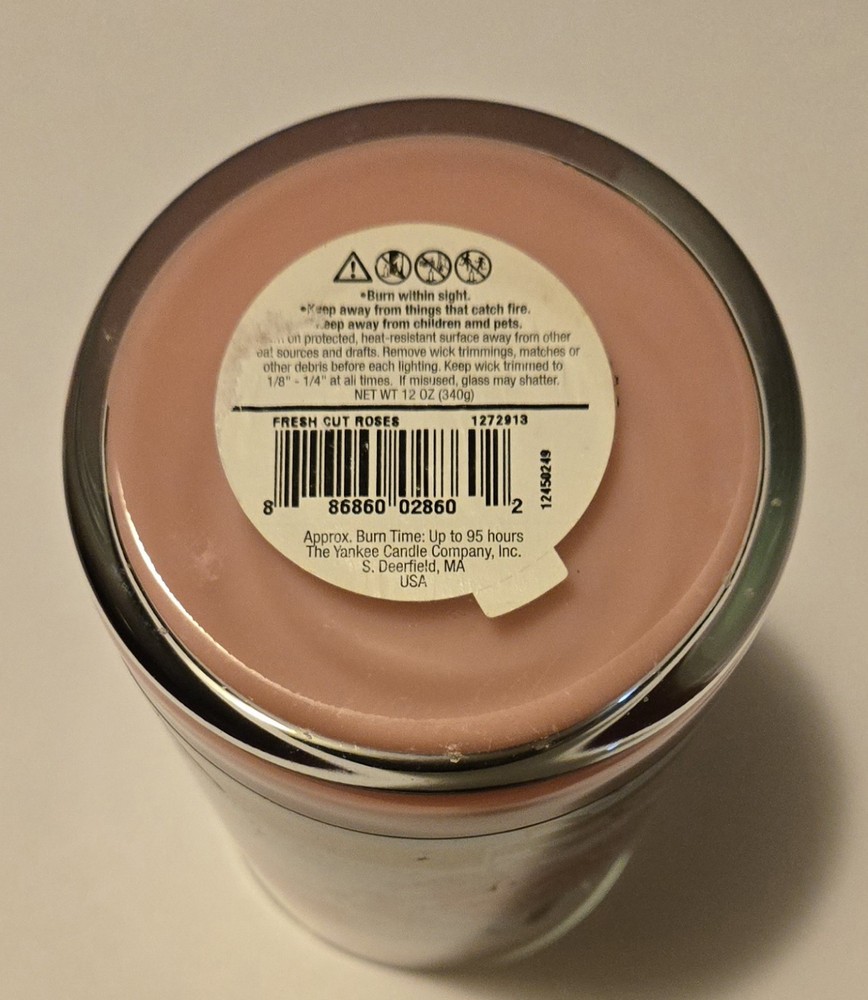 •Burn within sight.
•Keep away from things that catch fire.
eep away from children amd pets.
on protected, heat-resistant surface away from other
eat sources and drafts. Remove wick trimmings, matches or
other debris before each lighting. Keep wick trimmed to
1/8" - 1/4" at all times. If misused, glass may shatter.
NET WT 12 OZ (340g)
FRESH CUT ROSES 1272913
8 86860 02860 2
12450249
Approx. Burn Time: Up to 95 hours
The Yankee Candle Company, Inc.
S. Deerfield, MA
USA